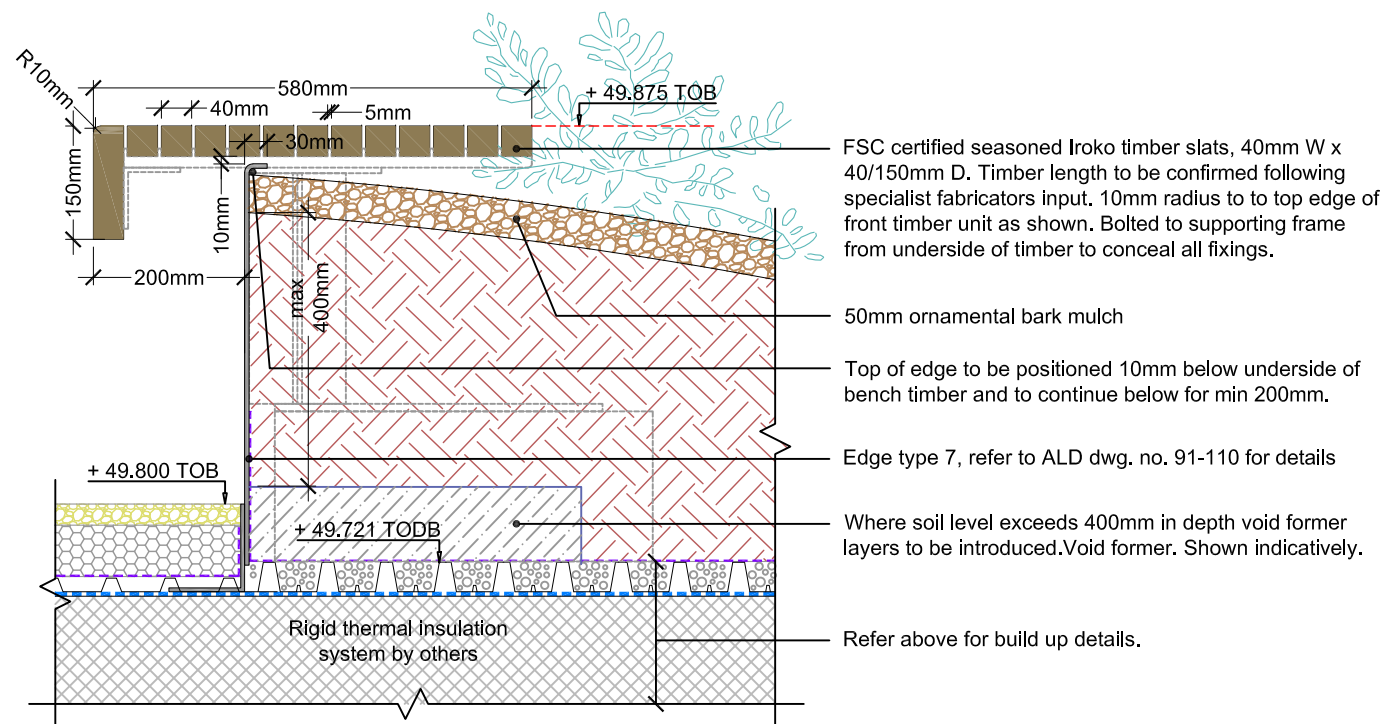 R10mm
580mm
+ 49.875 TOB
40mm
5mm
30mm
150mm
10mm
200mm
max
400mm
+ 49.800 TOB
+ 49.721 TODB
Rigid thermal insulation
system by others
FSC certified seasoned Iroko timber slats, 40mm W x
40/150mm D. Timber length to be confirmed following
specialist fabricators input. 10mm radius to to top edge of
front timber unit as shown. Bolted to supporting frame
from underside of timber to conceal all fixings.
50mm ornamental bark mulch
Top of edge to be positioned 10mm below underside of
bench timber and to continue below for min 200mm.
Edge type 7, refer to ALD dwg. no. 91-110 for details
Where soil level exceeds 400mm in depth void former
layers to be introduced.Void former. Shown indicatively.
Refer above for build up details.